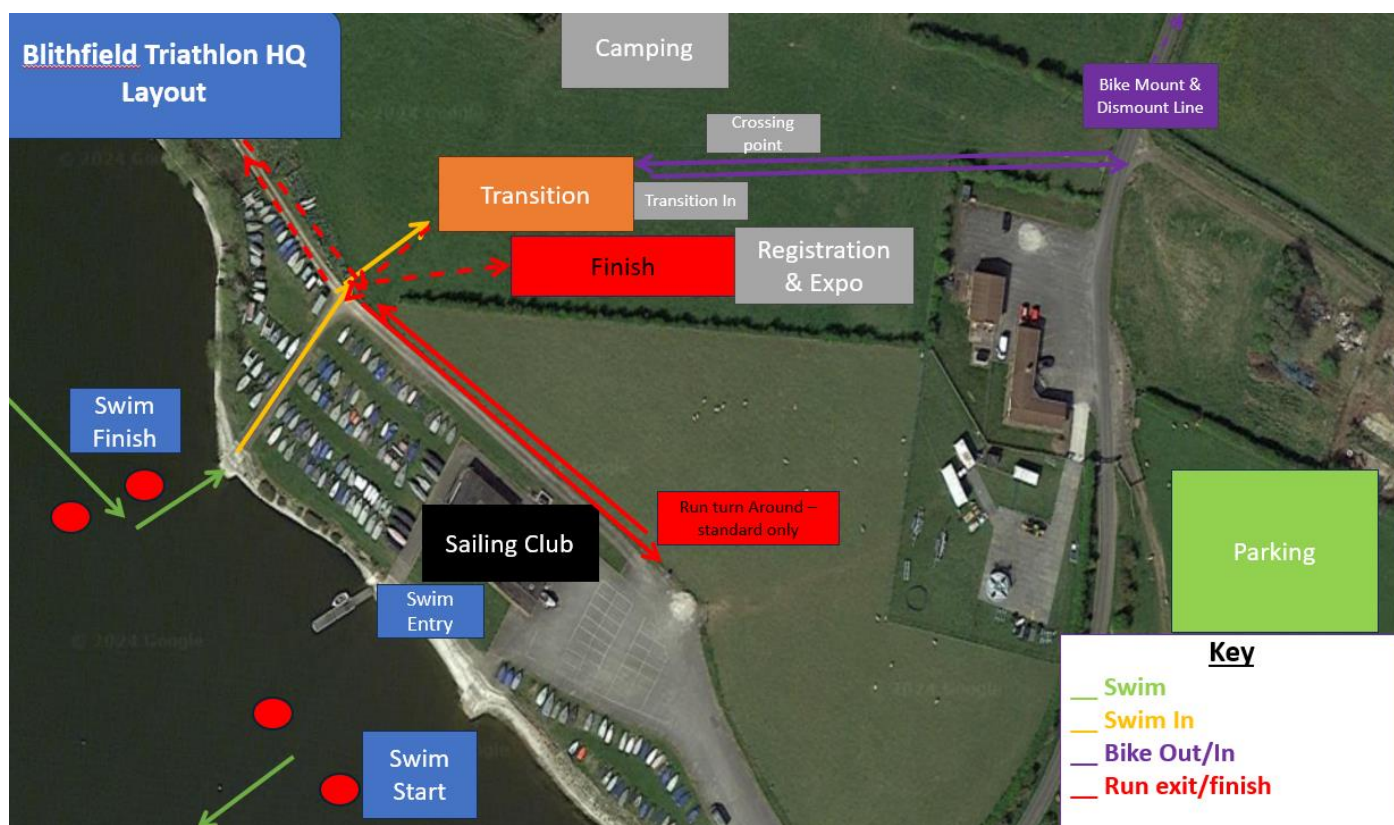 Blithfield Triathlon HQ
Layout
Camping
Bike Mount &
Dismount Line
Crossing
point
© 2024 Google
Transition
Transition In
Finish
Registration
& Expo
Swim
Finish
Run turn Around –
standard only
Sailing Club
Parking
Swim
Entry
© 2024 Google
Swim
Start
Key
__ Swim
__ Swim In
__ Bike Out/In
__ Run exit/finish